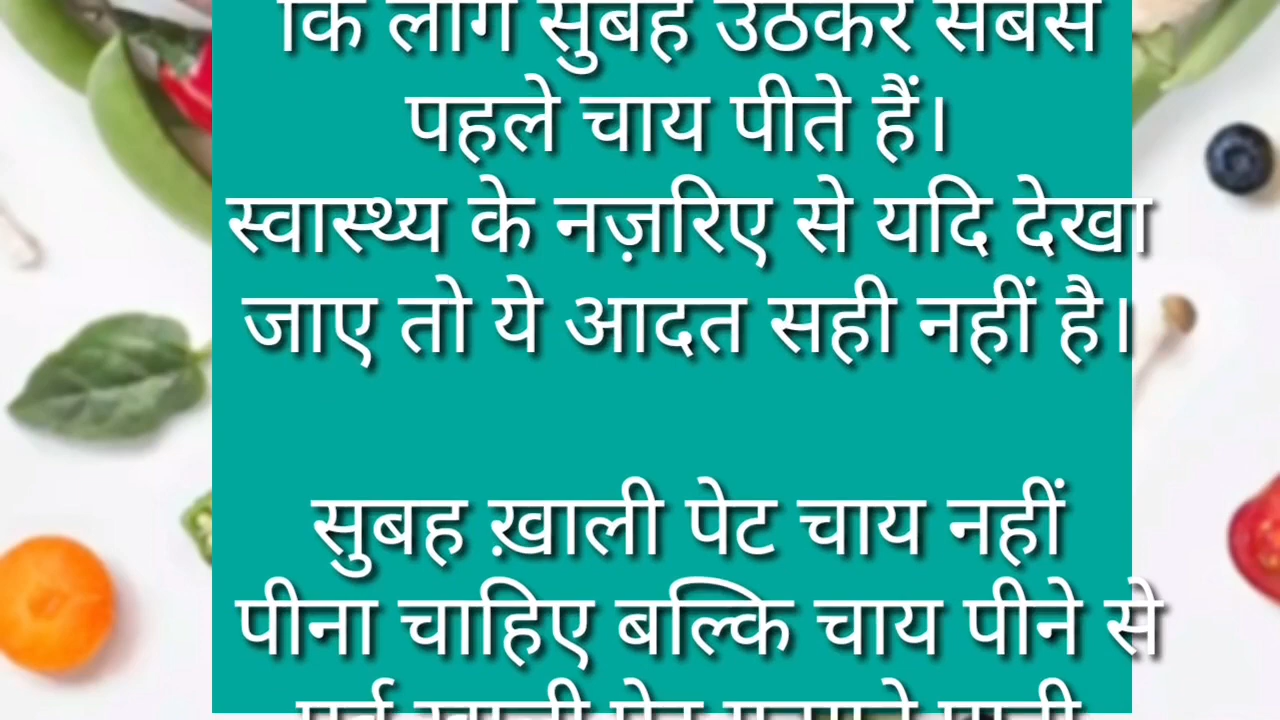 कि लोग सुबह उठकर सबसे
पहले चाय पीते हैं।
स्वास्थ्य के नज़रिए से यदि देखा
जाए तो ये आदत सही नहीं है।
सुबह ख़ाली पेट चाय नहीं
पीना चाहिए बल्कि चाय पीने से